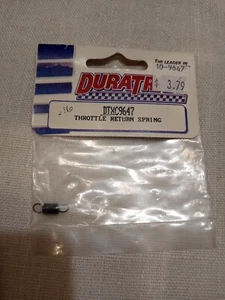 THE LEADER IN
10-9647
DURATR
$ 3.79
DTXC9647
THROTTLE RETURN SPRING